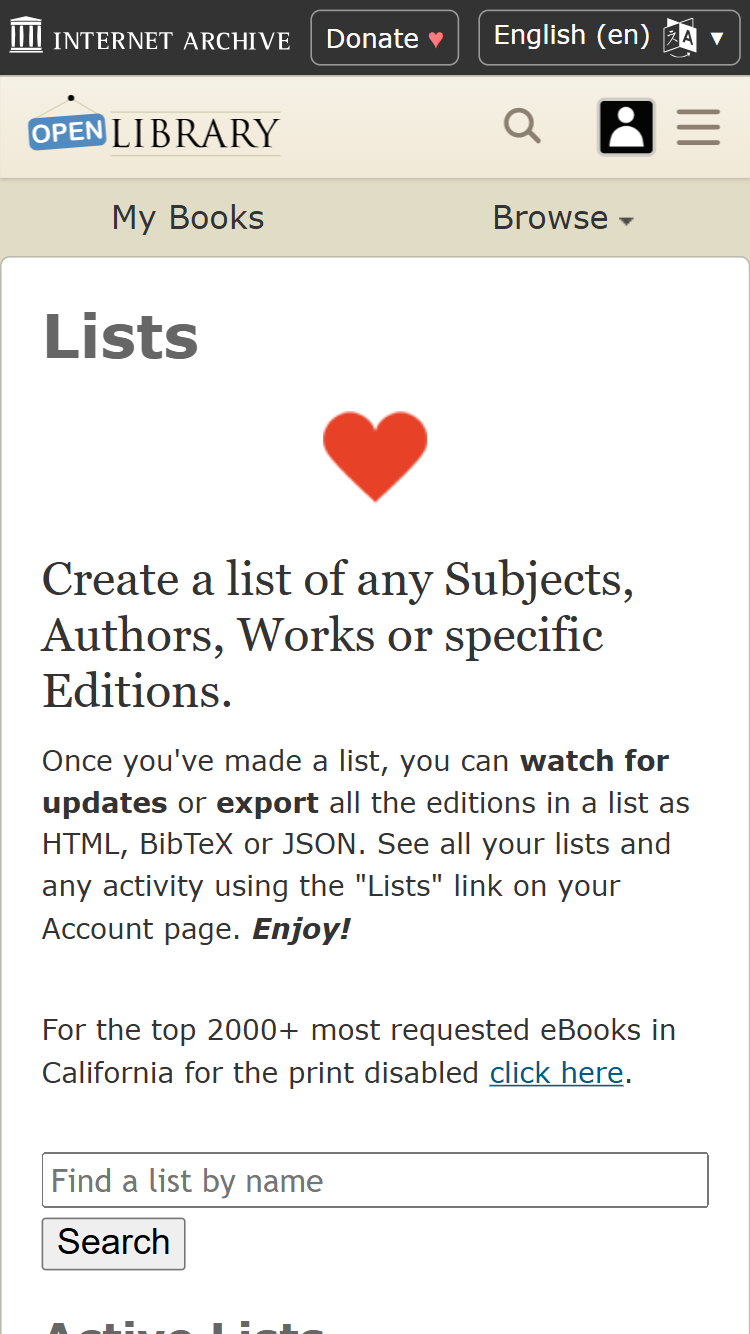 INTERNET ARCHIVE
Donate ♥
English (en) ▼
OPEN LIBRARY
My Books
Browse
Lists
Create a list of any Subjects,
Authors, Works or specific
Editions.
Once you've made a list, you can watch for
updates or export all the editions in a list as
HTML, BibTeX or JSON. See all your lists and
any activity using the "Lists" link on your
Account page. Enjoy!
For the top 2000+ most requested eBooks in
California for the print disabled click here.
Find a list by name
Search
Active Lists